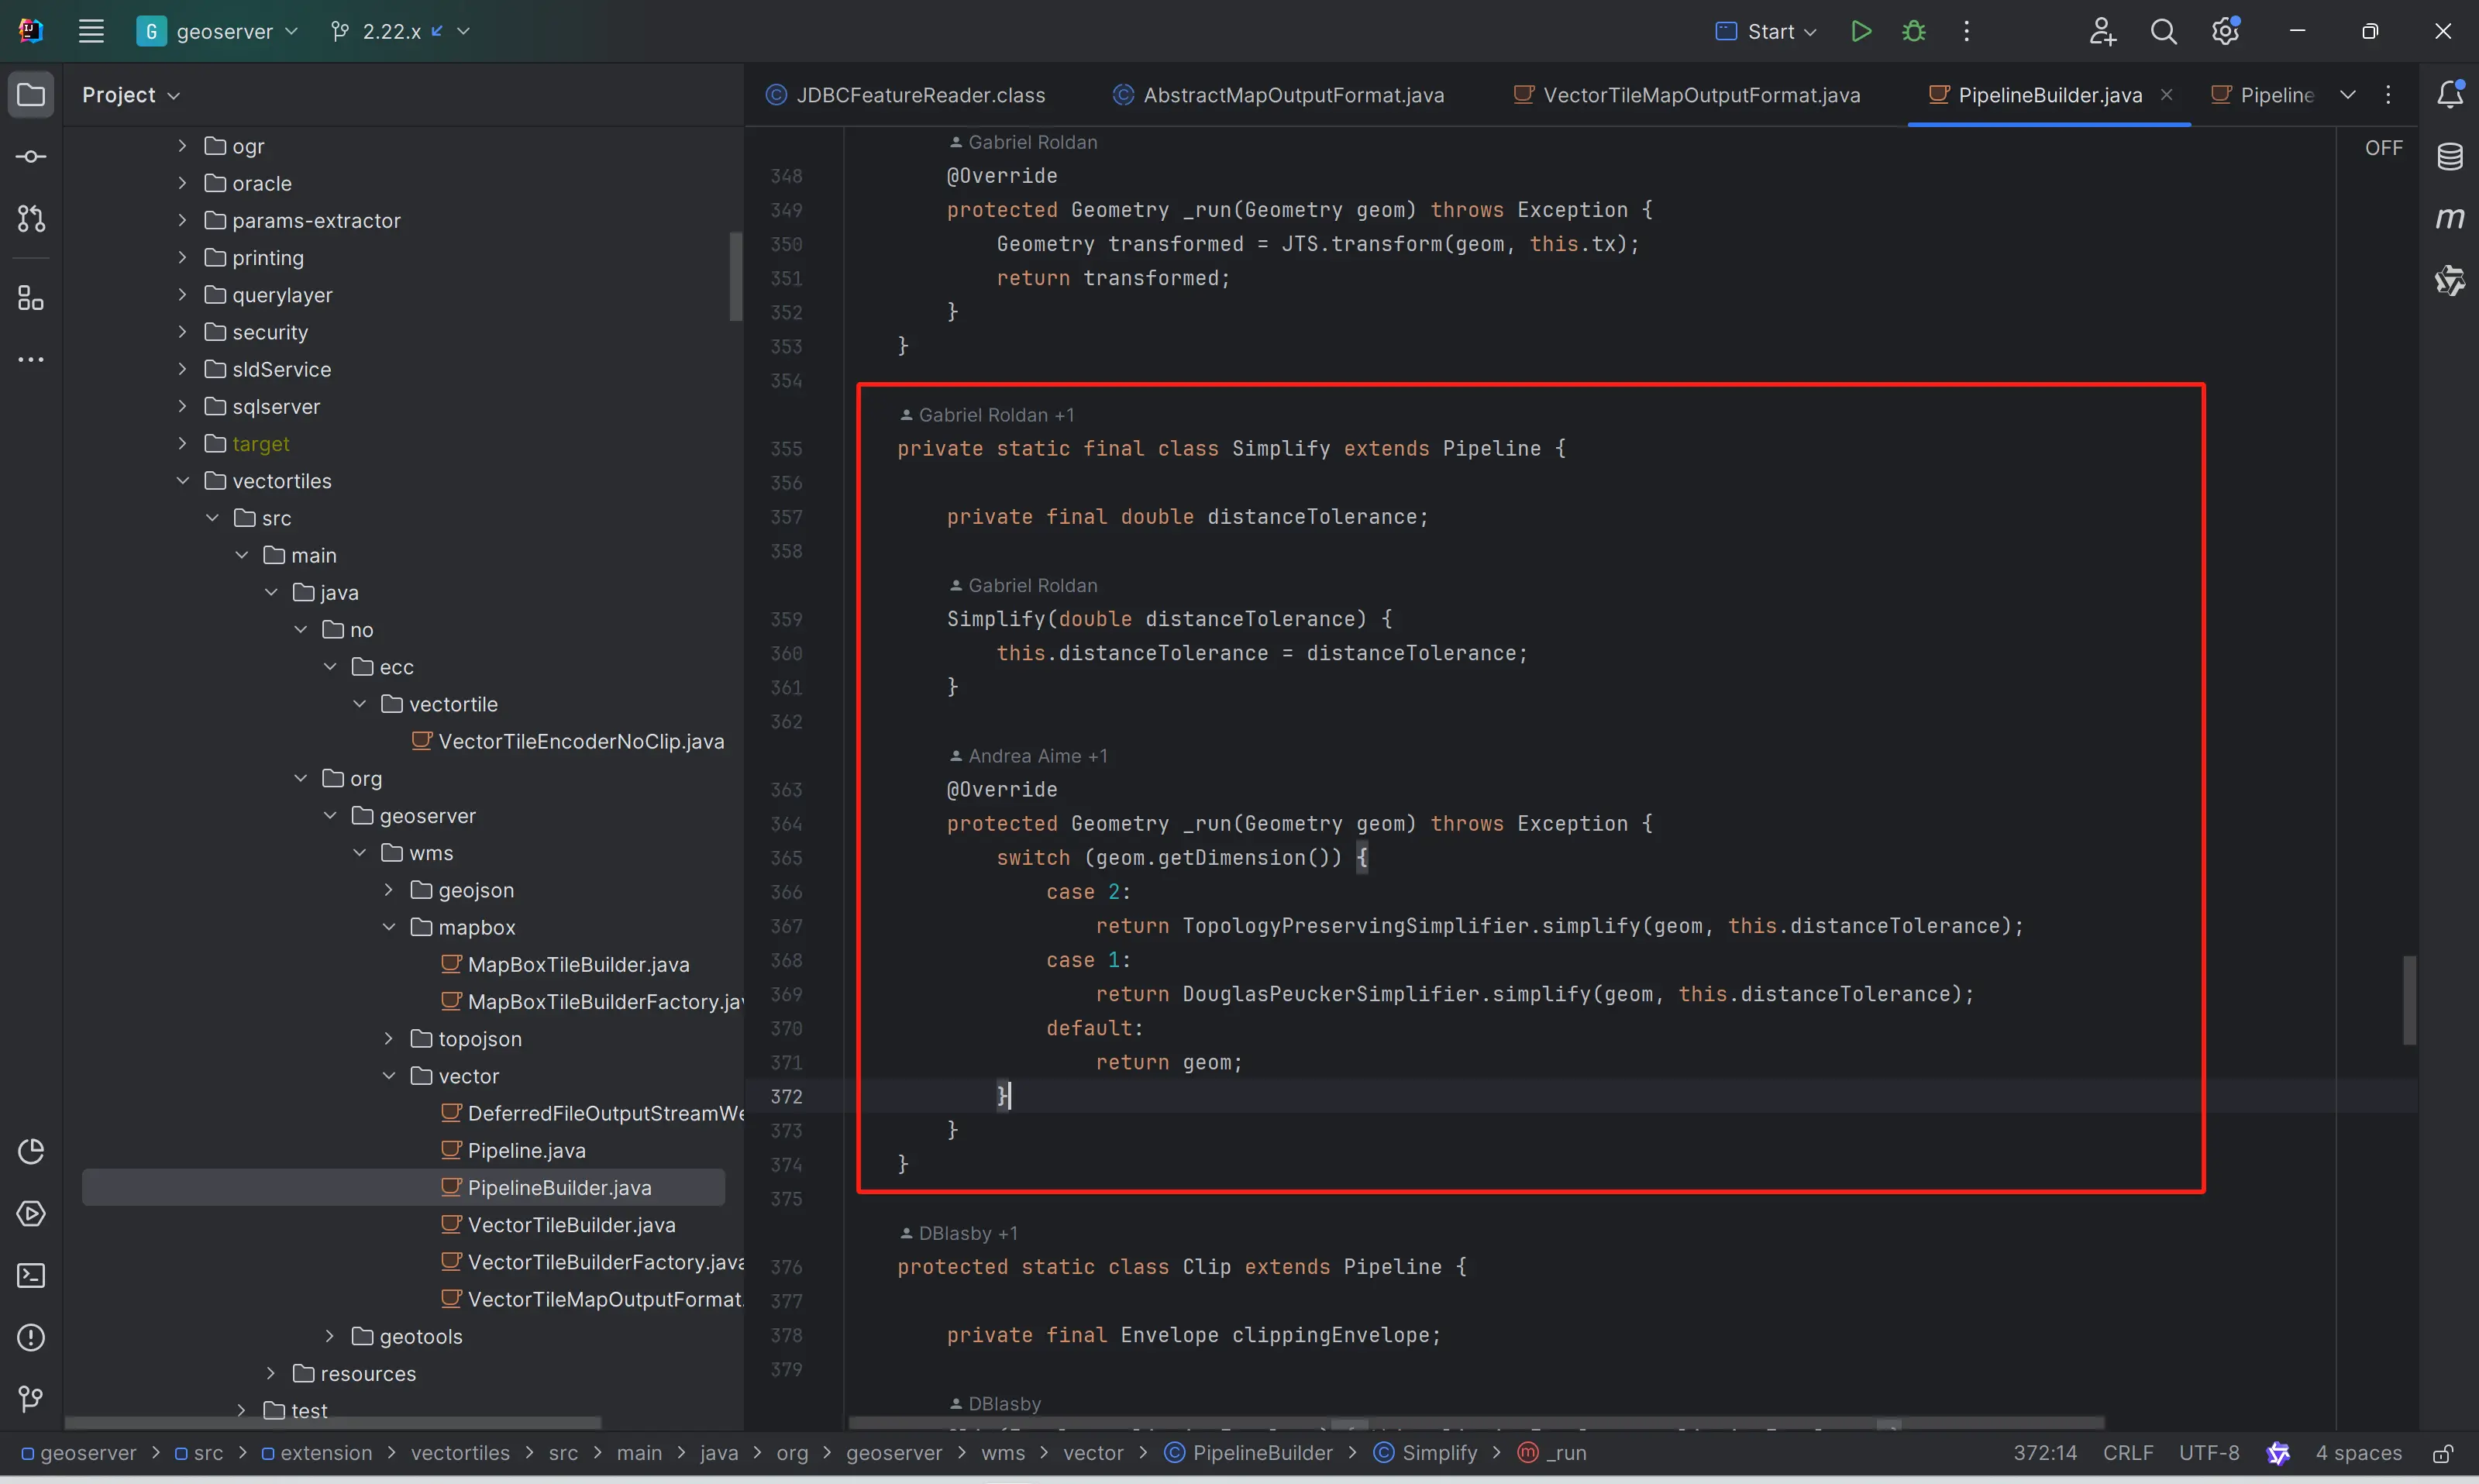 G geoserver 2.22.x Start
Project
JDBCFeatureReader.class AbstractMapOutputFormat.java VectorTileMapOutputFormat.java PipelineBuilder.java Pipeline
OFF
ogr
oracle
params-extractor
printing
querylayer
security
sldService
sqlserver
target
vectortiles
src
main
java
no
ecc
vectortile
VectorTileEncoderNoClip.java
org
geoserver
wms
geojson
mapbox
MapBoxTileBuilder.java
MapBoxTileBuilderFactory.jav
topojson
vector
DeferredFileOutputStreamWe
Pipeline.java
PipelineBuilder.java
VectorTileBuilder.java
VectorTileBuilderFactory.java
VectorTileMapOutputFormat.
geotools
resources
test
Gabriel Roldan
348 @Override
349 protected Geometry _run(Geometry geom) throws Exception {
350 Geometry transformed = JTS.transform(geom, this.tx);
351 return transformed;
352 }
353 }
354
Gabriel Roldan +1
355 private static final class Simplify extends Pipeline {
356
357 private final double distanceTolerance;
358
Gabriel Roldan
359 Simplify(double distanceTolerance) {
360 this.distanceTolerance = distanceTolerance;
361 }
362
Andrea Aime +1
363 @Override
364 protected Geometry _run(Geometry geom) throws Exception {
365 switch (geom.getDimension()) {
366 case 2:
367 return TopologyPreservingSimplifier.simplify(geom, this.distanceTolerance);
368 case 1:
369 return DouglasPeuckerSimplifier.simplify(geom, this.distanceTolerance);
370 default:
371 return geom;
372 }
373 }
374 }
375
DBlasby +1
376 protected static class Clip extends Pipeline {
377
378 private final Envelope clippingEnvelope;
379
DBlasby
m
geoserver > src > extension > vectortiles > src > main > java > org > geoserver > wms > vector > PipelineBuilder > Simplify > _run 372:14 CRLF UTF-8 4 spaces